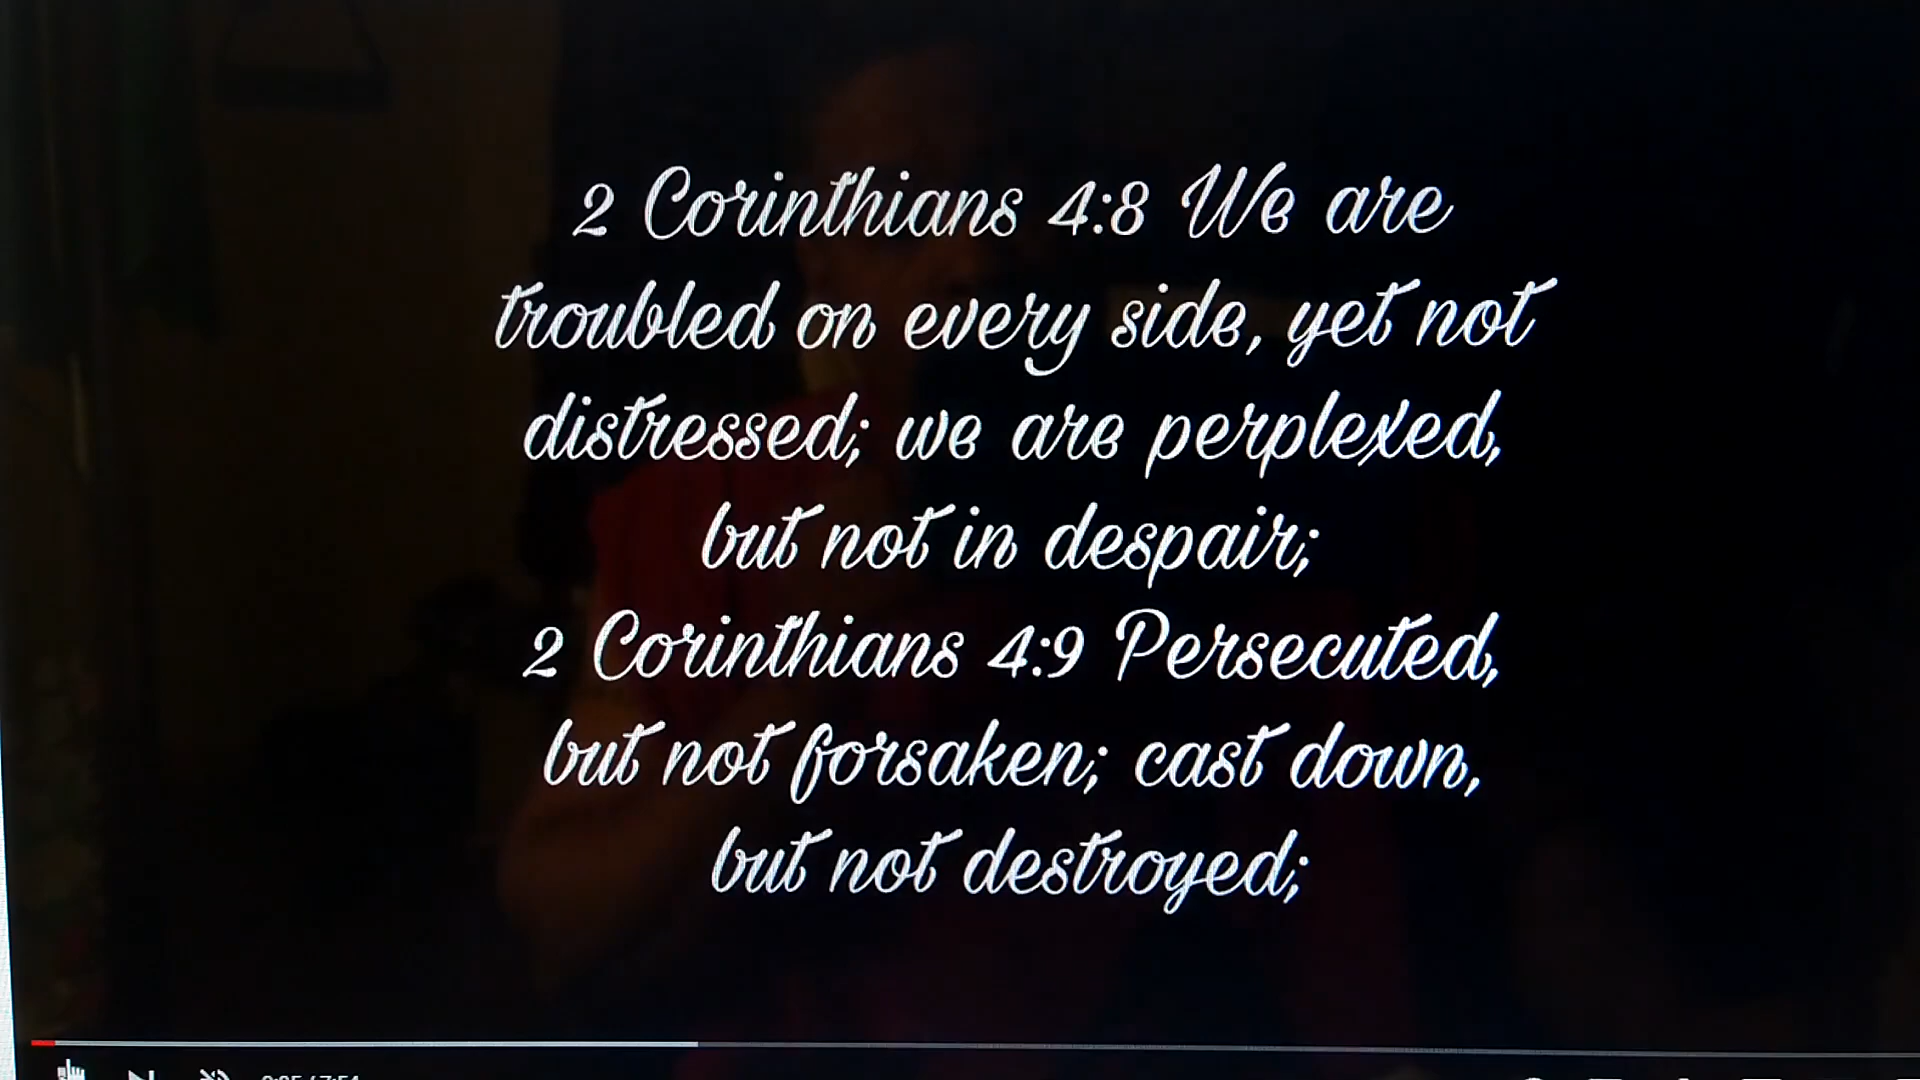 2 Corinthians 4:8 We are
troubled on every side, yet not
distressed; we are perplexed,
but not in despair;
2 Corinthians 4:9 Persecuted,
but not forsaken; cast down,
but not destroyed;